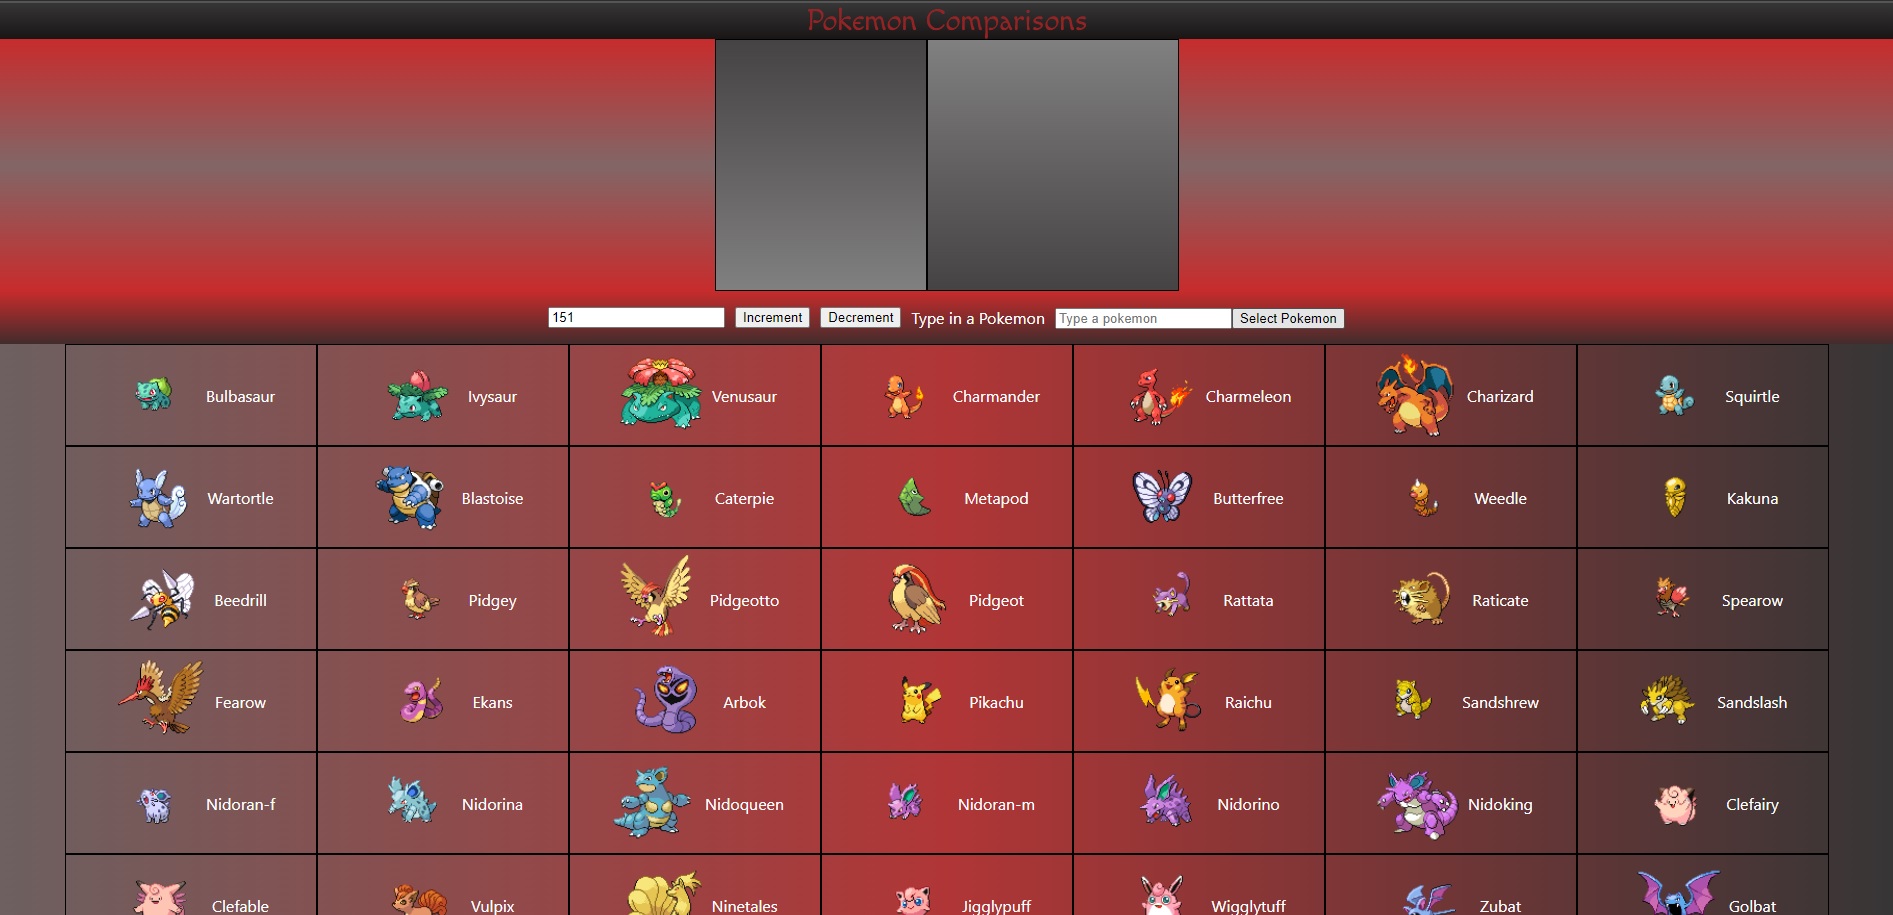 Pokemon Comparisons
151 Increment Decrement Type in a Pokemon Type a pokemon Select Pokemon
Bulbasaur Ivysaur Venusaur Charmander Charmeleon Charizard Squirtle
Wartortle Blastoise Caterpie Metapod Butterfree Weedle Kakuna
Beedrill Pidgey Pidgeotto Pidgeot Rattata Raticate Spearow
Fearow Ekans Arbok Pikachu Raichu Sandshrew Sandslash
Nidoran-f Nidorina Nidoqueen Nidoran-m Nidorino Nidoking Clefairy
Clefable Vulpix Ninetales Jigglypuff Wigglytuff Zubat Golbat